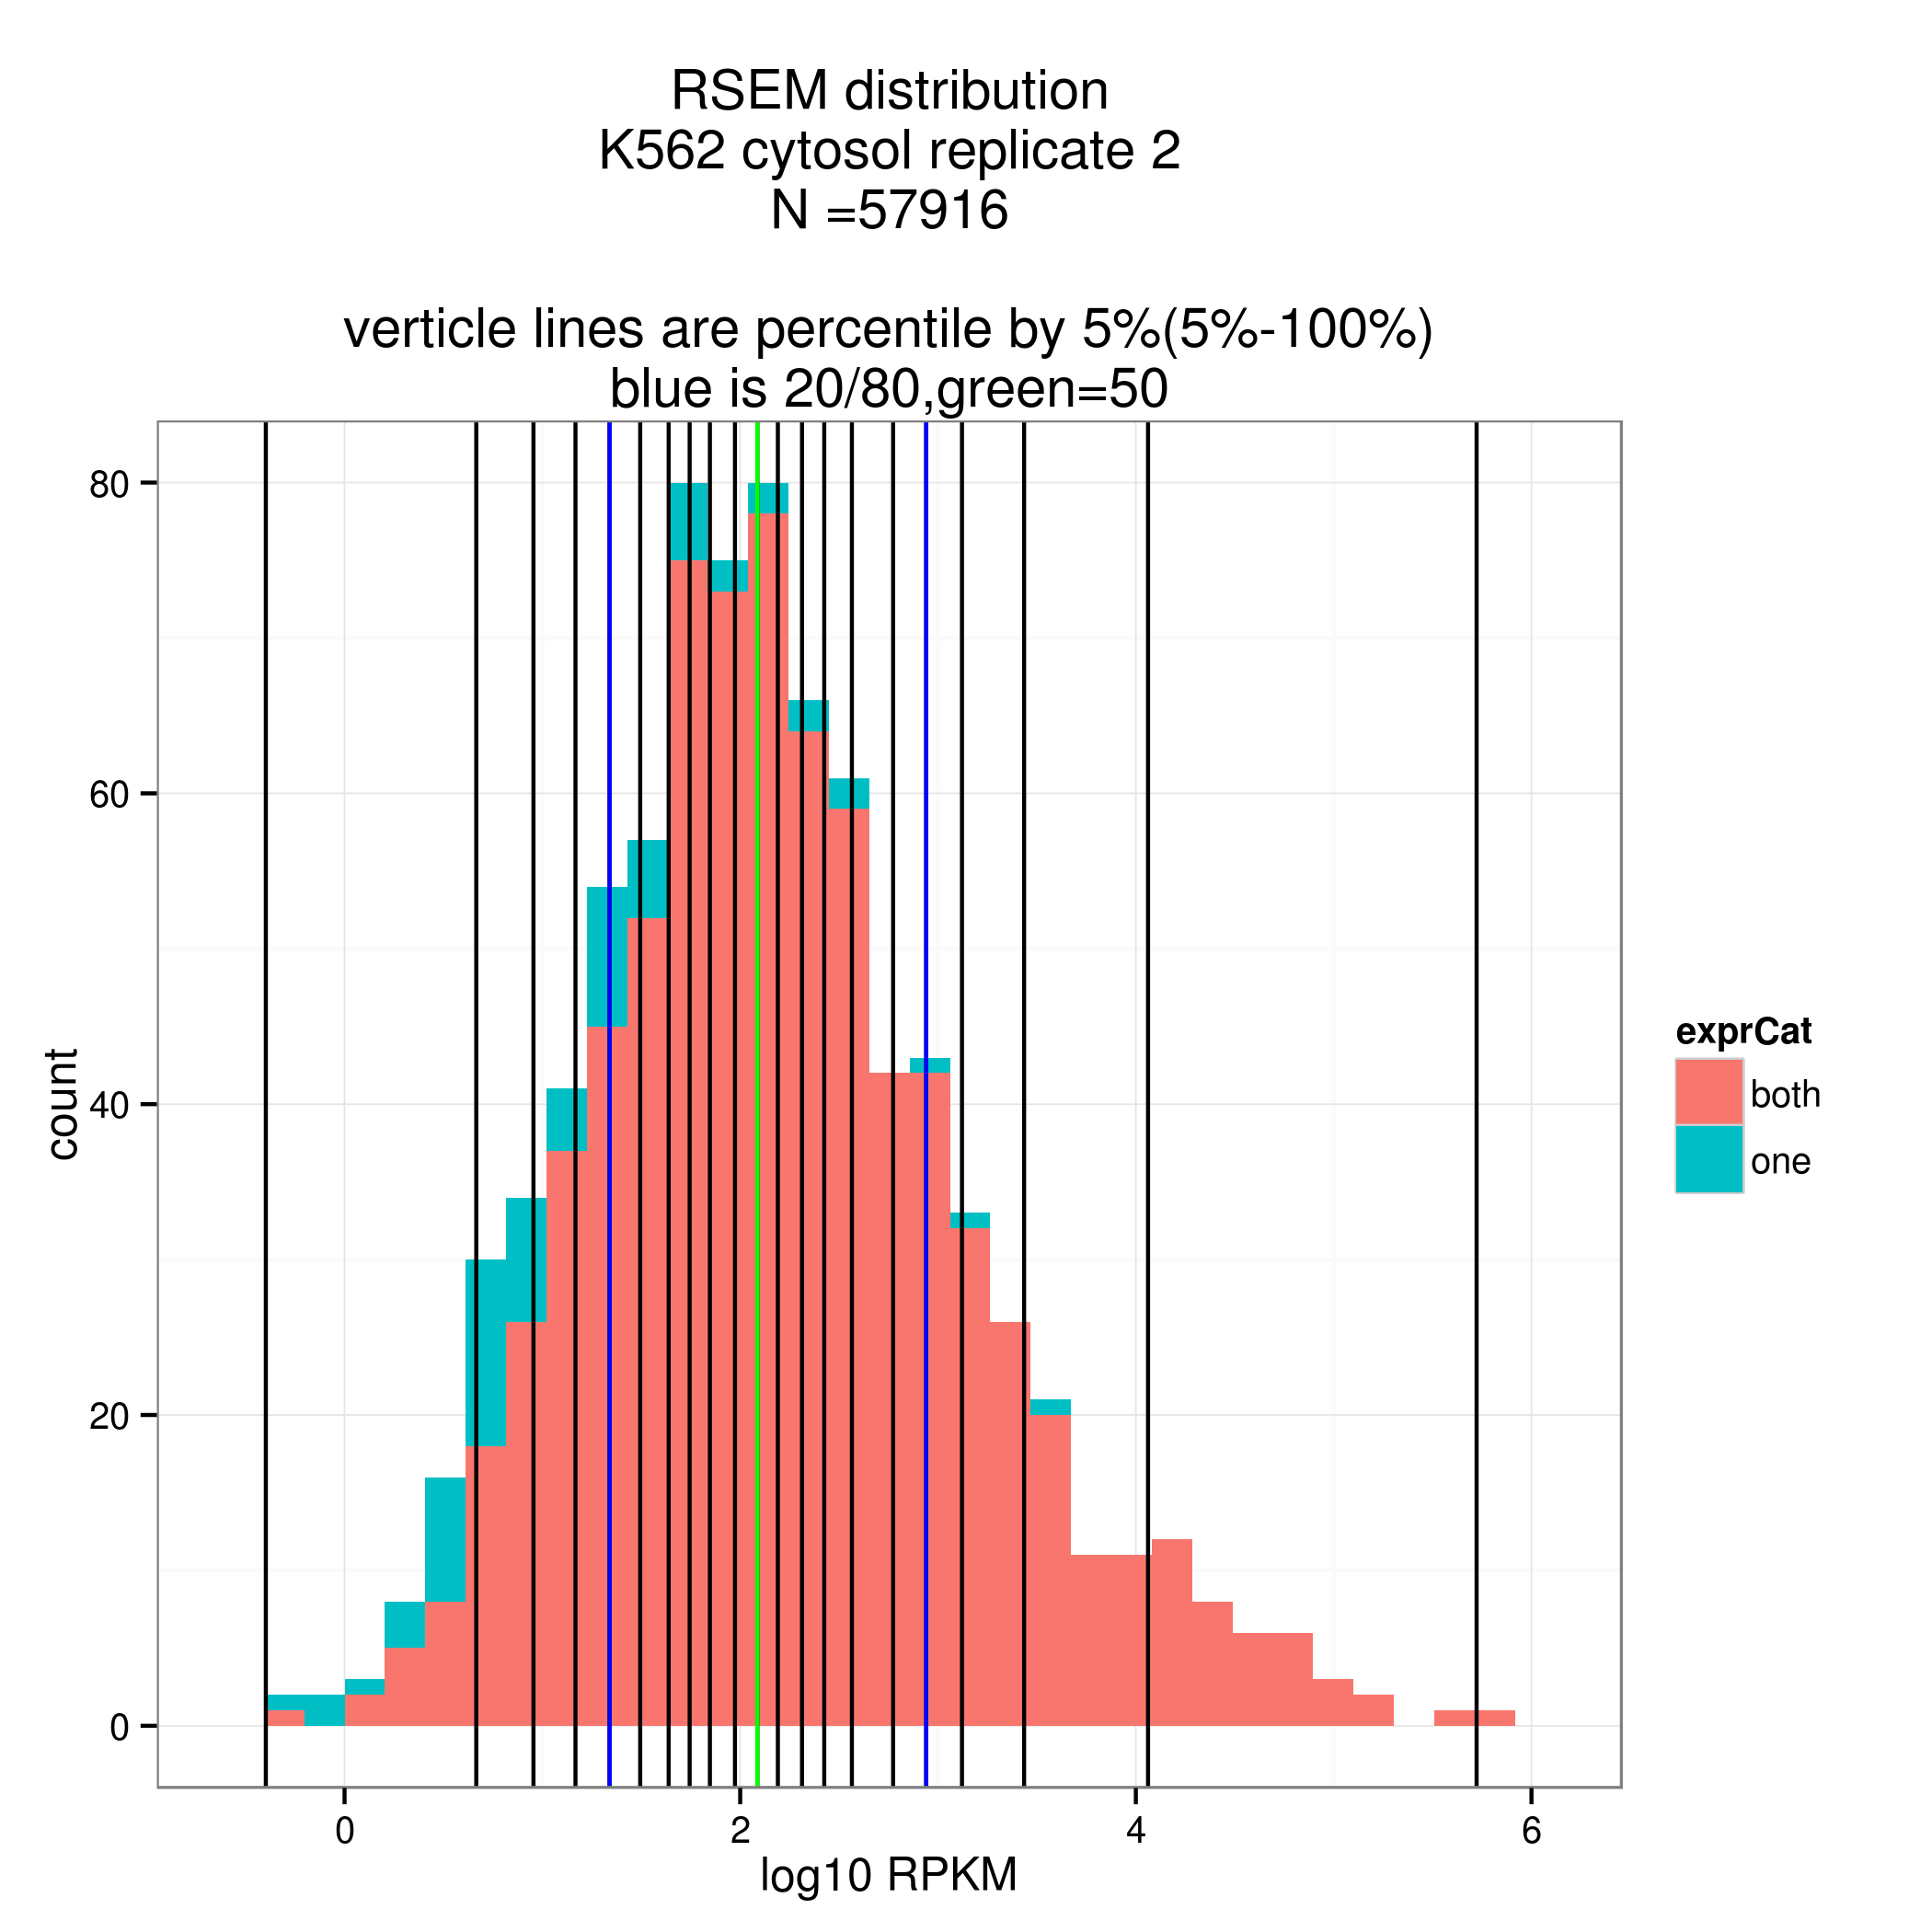 RSEM distribution
K562 cytosol replicate 2
N =57916
verticle lines are percentile by 5%(5%-100%)
blue is 20/80,green=50
80
60
40
20
0
count
0 2 4 6
log10 RPKM
exprCat
both
one